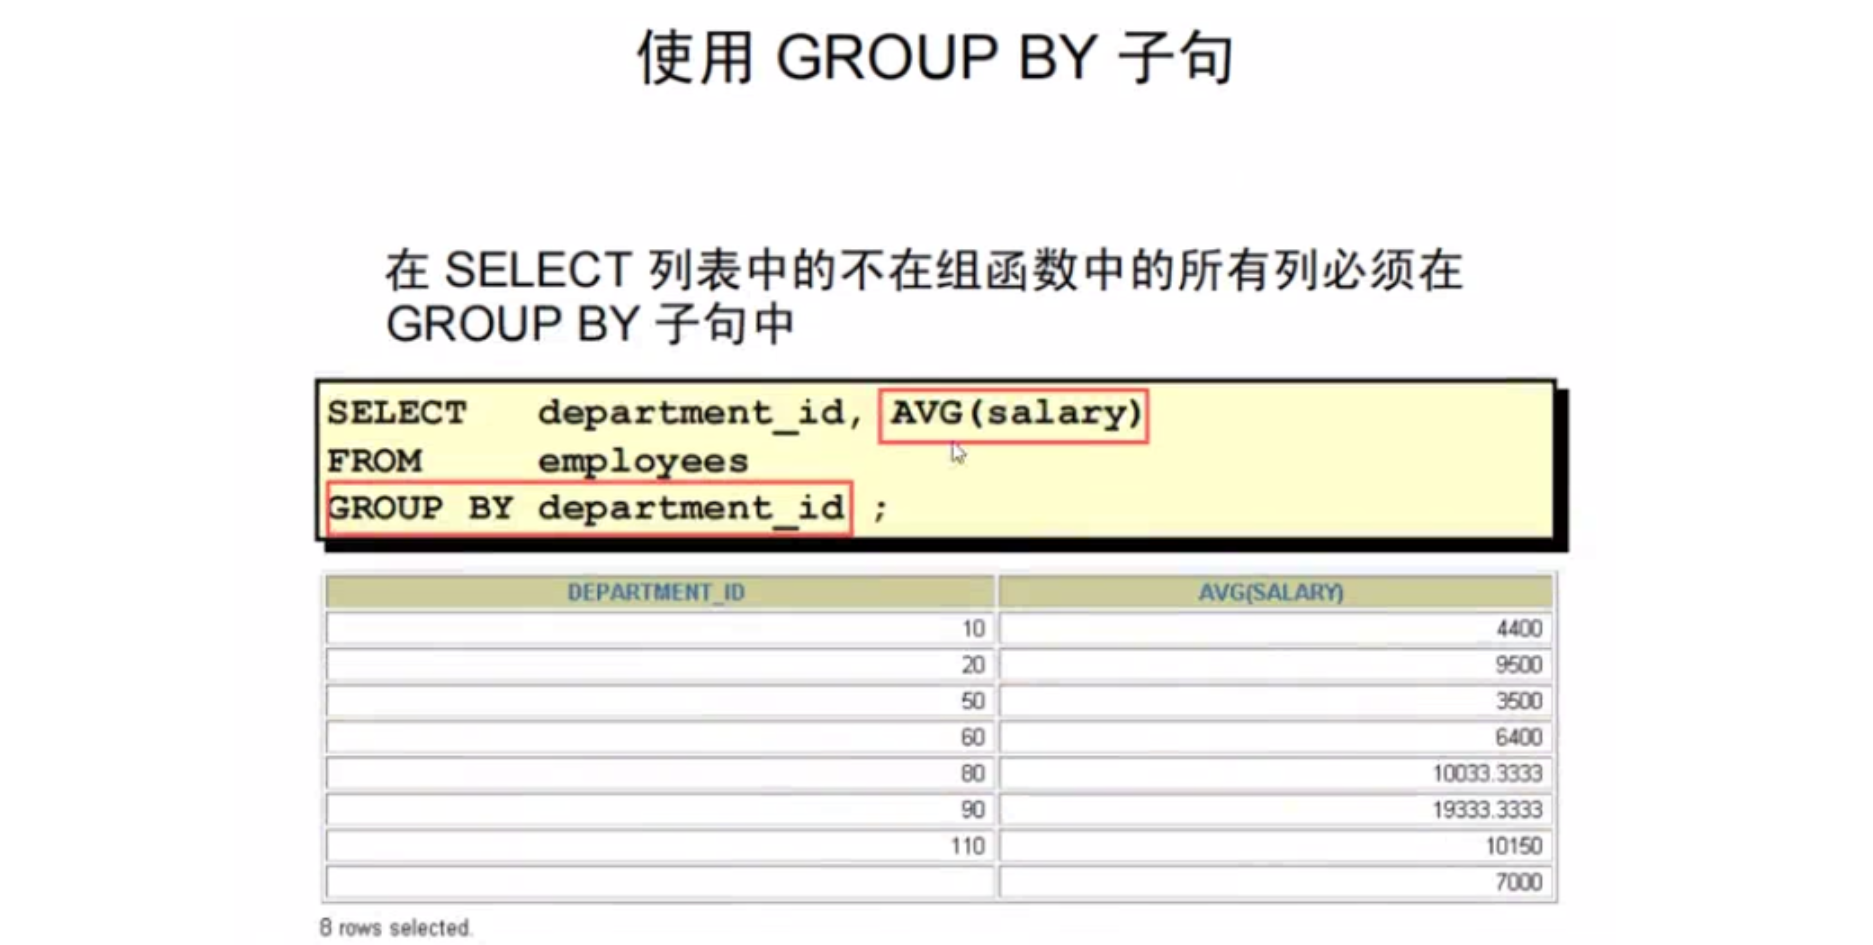 使用 GROUP BY 子句
在 SELECT 列表中的不在组函数中的所有列必须在
GROUP BY 子句中
SELECT department_id, AVG(salary)
FROM employees
GROUP BY department_id ;
DEPARTMENT_ID AVG(SALARY)
10 4400
20 9500
50 3500
60 6400
80 10033.3333
90 19333.3333
110 10150
7000
8 rows selected.